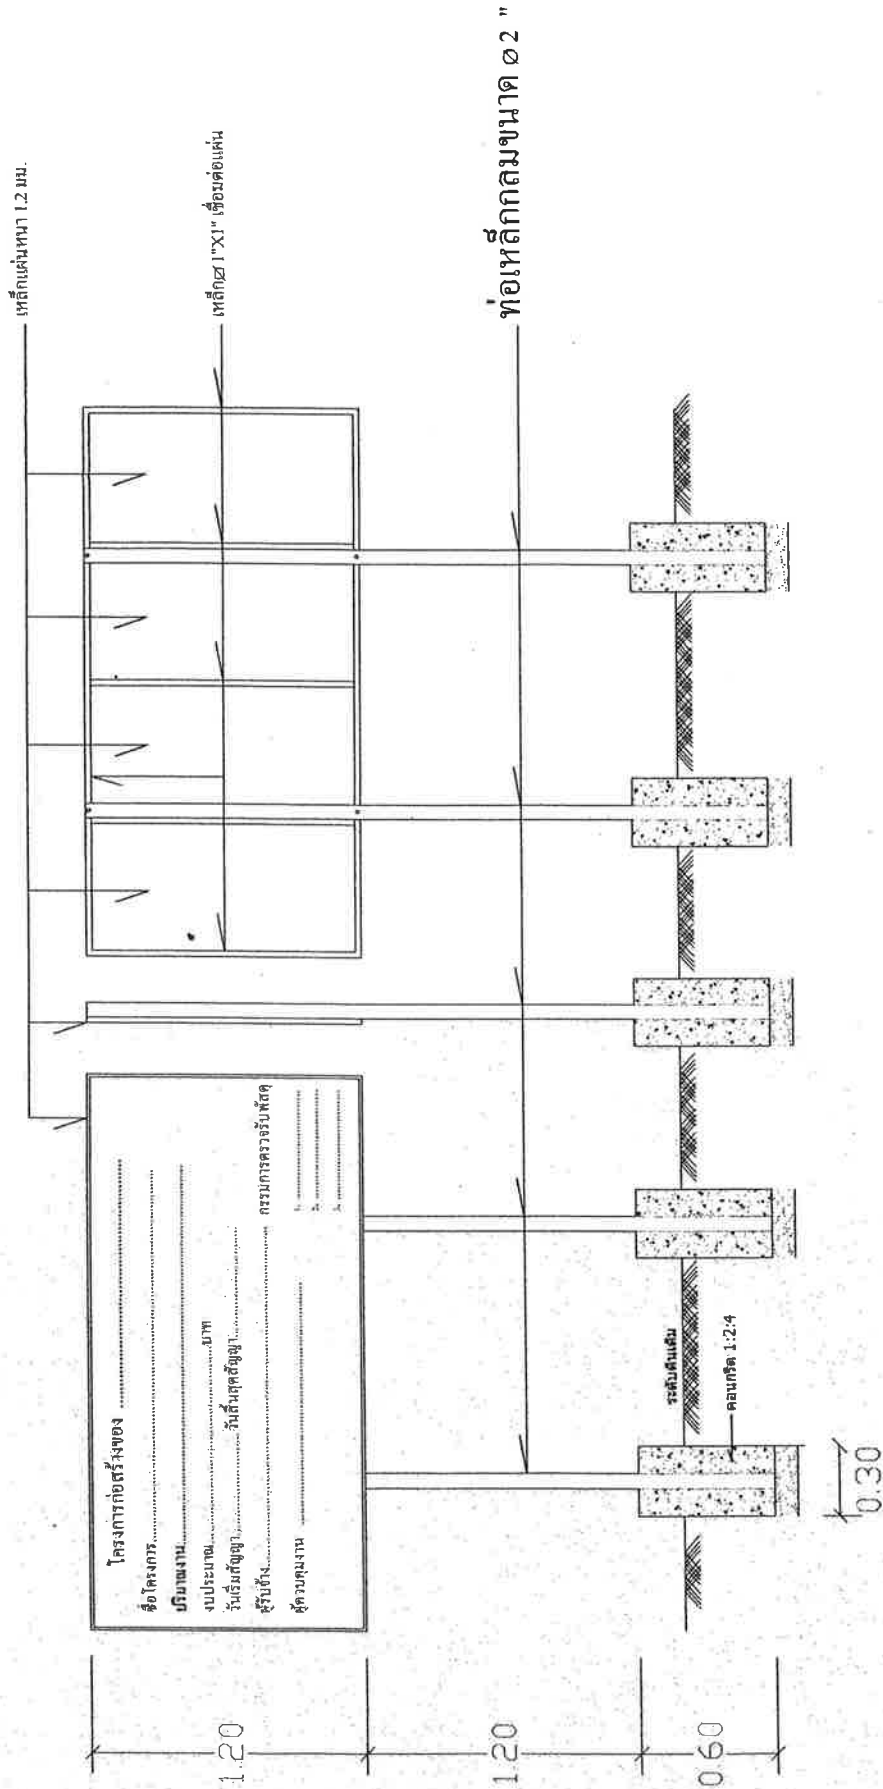 เหล็กแผ่นหนา 1.2 มม.
เหล็กØ 1"X1" เชื่อมต่อแผ่น
ท่อเหล็กกลมขนาด Ø 2 "
โครงการก่อสร้างของ ........................................
ชื่อโครงการ........................................
ปริมาณงาน........................................
งบประมาณ........................บาท
วันเริ่มสัญญา....................วันสิ้นสุดสัญญา....................
ผู้รับจ้าง........................................ กรรมการตรวจรับพัสดุ
ผู้ควบคุมงาน ........................................
ระดับดินเดิม
คอนกรีต 1:2:4
1.20
1.20
0.60
0.30